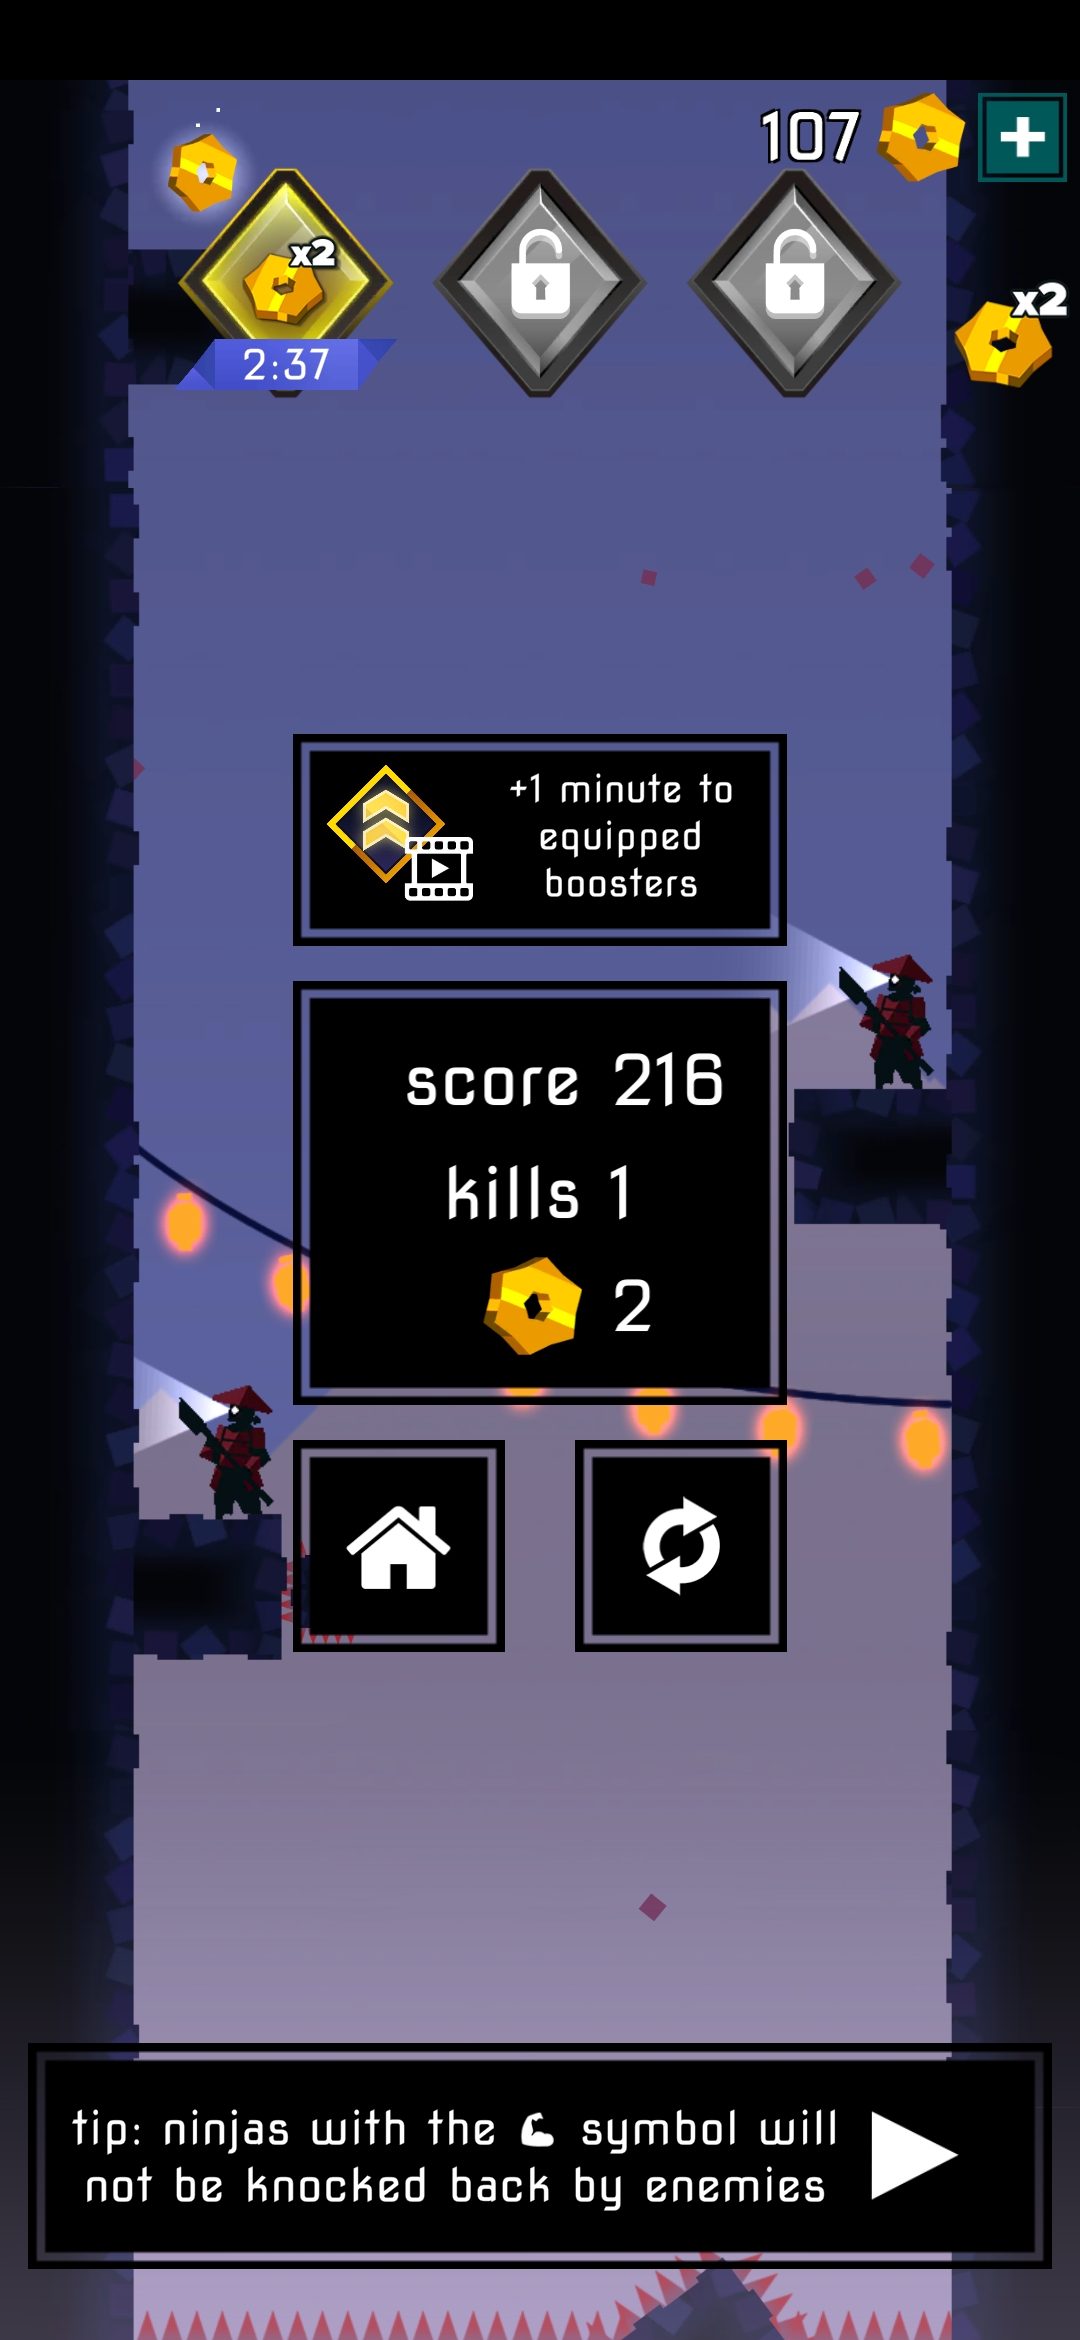 107
x2
x2
2:37
+1 minute to
equipped
boosters
score 216
kills 1
2
tip: ninjas with the 💪 symbol will
not be knocked back by enemies